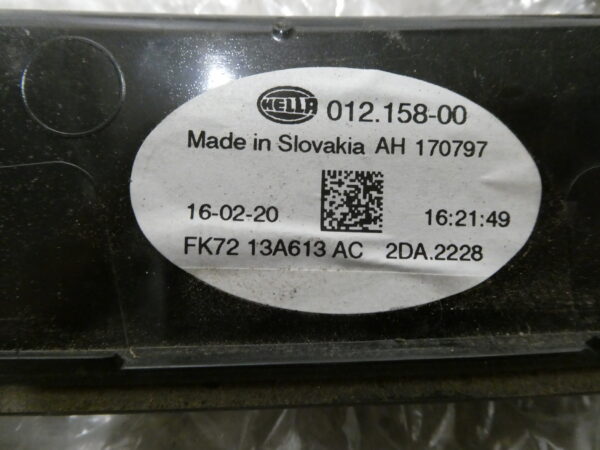 HELLA 012.158-00
Made in Slovakia AH 170797
16-02-20 16:21:49
FK72 13A613 AC 2DA.2228